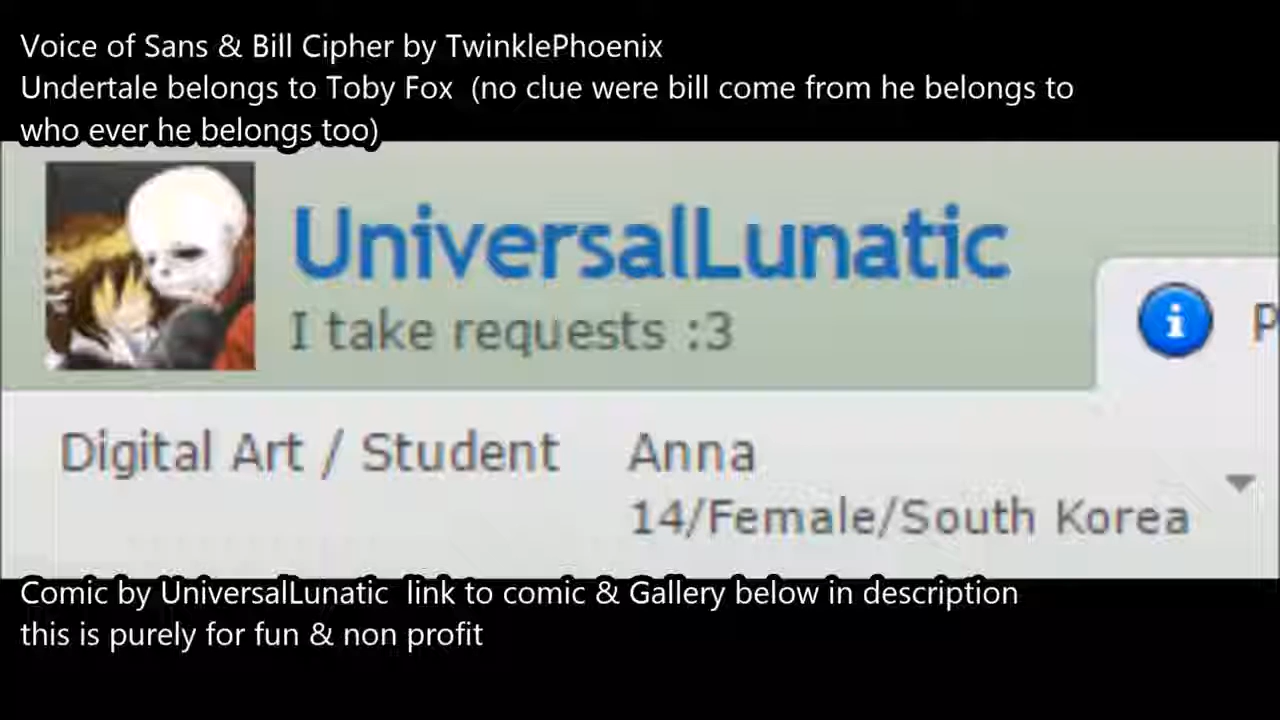 Voice of Sans & Bill Cipher by TwinklePhoenix
Undertale belongs to Toby Fox  (no clue were bill come from he belongs to
who ever he belongs too)
UniversalLunatic
I take requests :3
Digital Art / Student
Anna
14/Female/South Korea
Comic by UniversalLunatic  link to comic & Gallery below in description
this is purely for fun & non profit